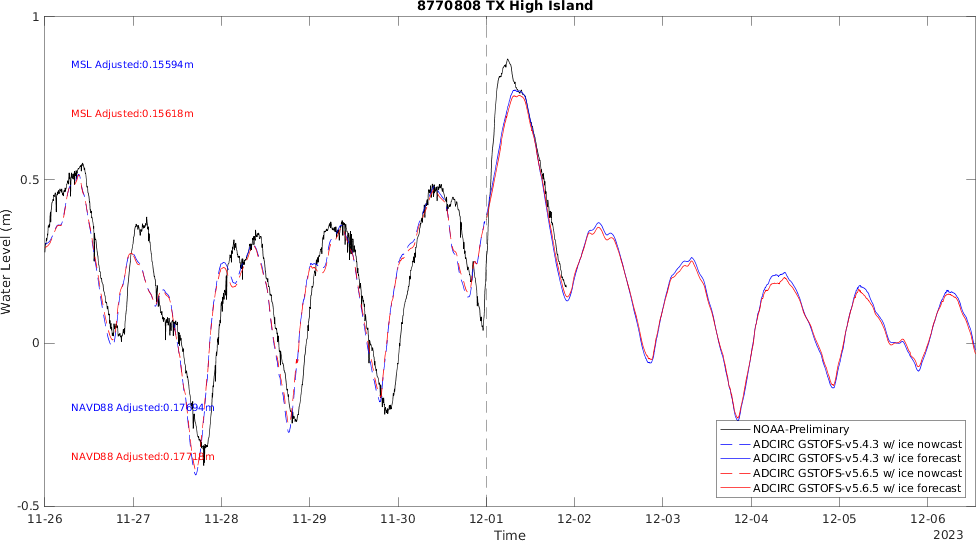 8770808 TX High Island
1
MSL Adjusted:0.15594m
MSL Adjusted:0.15618m
0.5
Water Level (m)
0
NAVD88 Adjusted:0.17694m
NAVD88 Adjusted:0.17718m
-0.5
NOAA-Preliminary
ADCIRC GSTOFS-v5.4.3 w/ ice nowcast
ADCIRC GSTOFS-v5.4.3 w/ ice forecast
ADCIRC GSTOFS-v5.6.5 w/ ice nowcast
ADCIRC GSTOFS-v5.6.5 w/ ice forecast
11-26 11-27 11-28 11-29 11-30 12-01 12-02 12-03 12-04 12-05 12-06
Time
2023